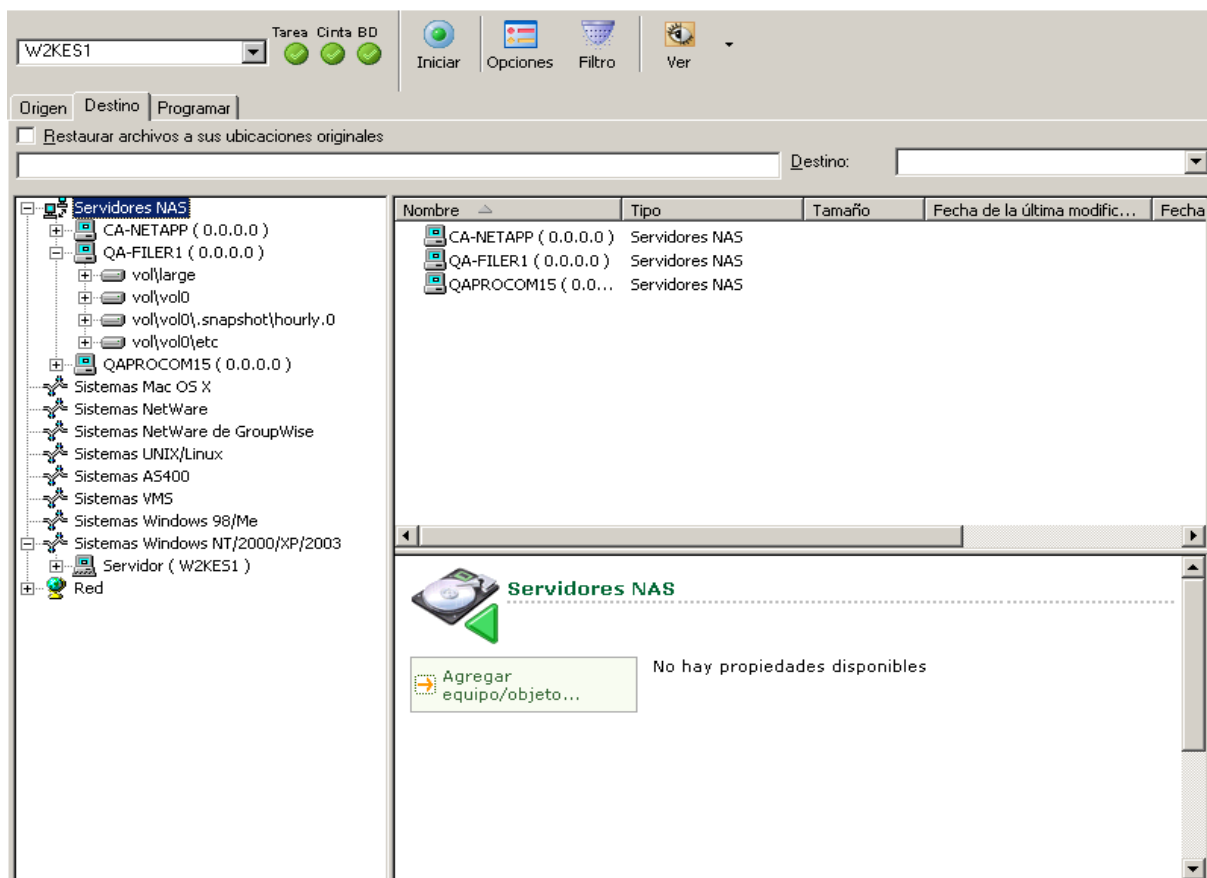 W2KES1
Tarea Cinta BD
Iniciar
Opciones
Filtro
Ver
Origen
Destino
Programar
Restaurar archivos a sus ubicaciones originales
Destino:
Servidores NAS
CA-NETAPP ( 0.0.0.0 )
QA-FILER1 ( 0.0.0.0 )
vol\large
vol\vol0
vol\vol0\.snapshot\hourly.0
vol\vol0\etc
QAPROCOM15 ( 0.0.0.0 )
Sistemas Mac OS X
Sistemas NetWare
Sistemas NetWare de GroupWise
Sistemas UNIX/Linux
Sistemas AS400
Sistemas VMS
Sistemas Windows 98/Me
Sistemas Windows NT/2000/XP/2003
Servidor ( W2KES1 )
Red
Nombre Tipo Tamaño Fecha de la última modific... Fecha
CA-NETAPP ( 0.0.0.0 ) Servidores NAS
QA-FILER1 ( 0.0.0.0 ) Servidores NAS
QAPROCOM15 ( 0.0... Servidores NAS
Servidores NAS
Agregar
equipo/objeto...
No hay propiedades disponibles